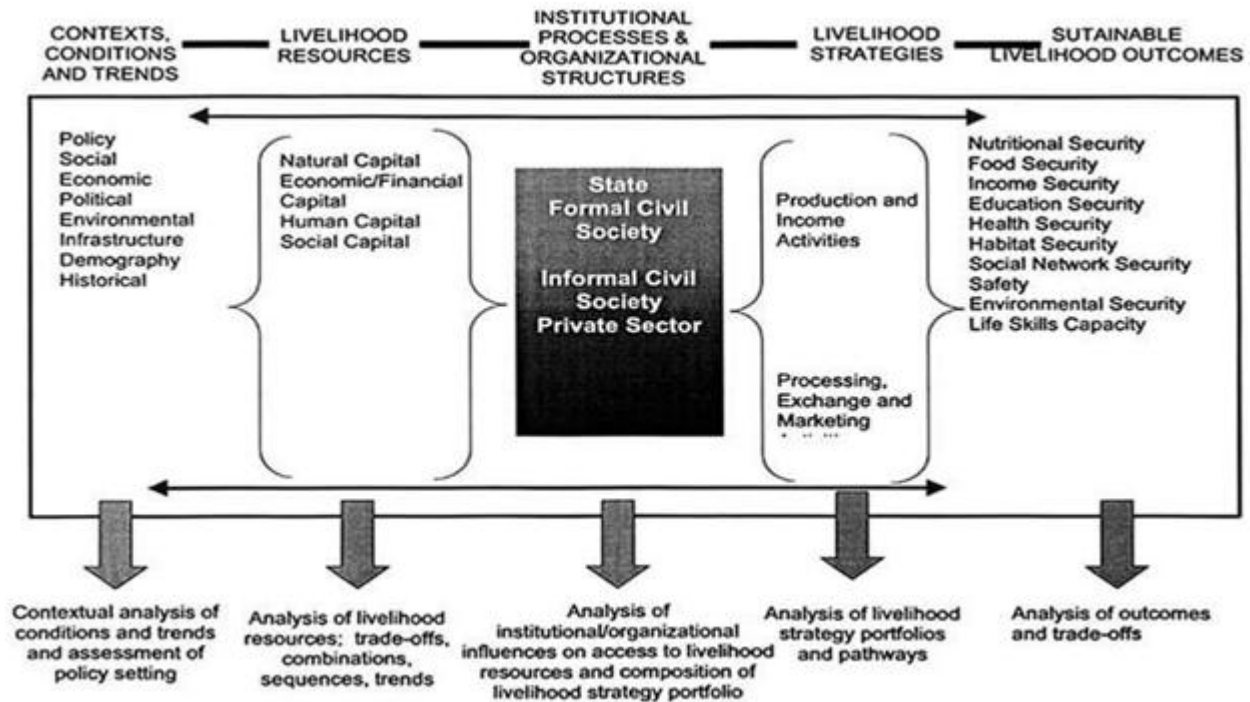 CONTEXTS,
CONDITIONS
AND TRENDS
LIVELIHOOD
RESOURCES
INSTITUTIONAL
PROCESSES &
ORGANIZATIONAL
STRUCTURES
LIVELIHOOD
STRATEGIES
SUTAINABLE
LIVELIHOOD OUTCOMES
Policy
Social
Economic
Political
Environmental
Infrastructure
Demography
Historical
Natural Capital
Economic/Financial
Capital
Human Capital
Social Capital
State
Formal Civil
Society
Informal Civil
Society
Private Sector
Production and
Income
Activities
Processing,
Exchange and
Marketing
Nutritional Security
Food Security
Income Security
Education Security
Health Security
Habitat Security
Social Network Security
Safety
Environmental Security
Life Skills Capacity
Contextual analysis of
conditions and trends
and assessment of
policy setting
Analysis of livelihood
resources; trade-offs,
combinations,
sequences, trends
Analysis of
institutional/organizational
influences on access to livelihood
resources and composition of
livelihood strategy portfolio
Analysis of livelihood
strategy portfolios
and pathways
Analysis of outcomes
and trade-offs